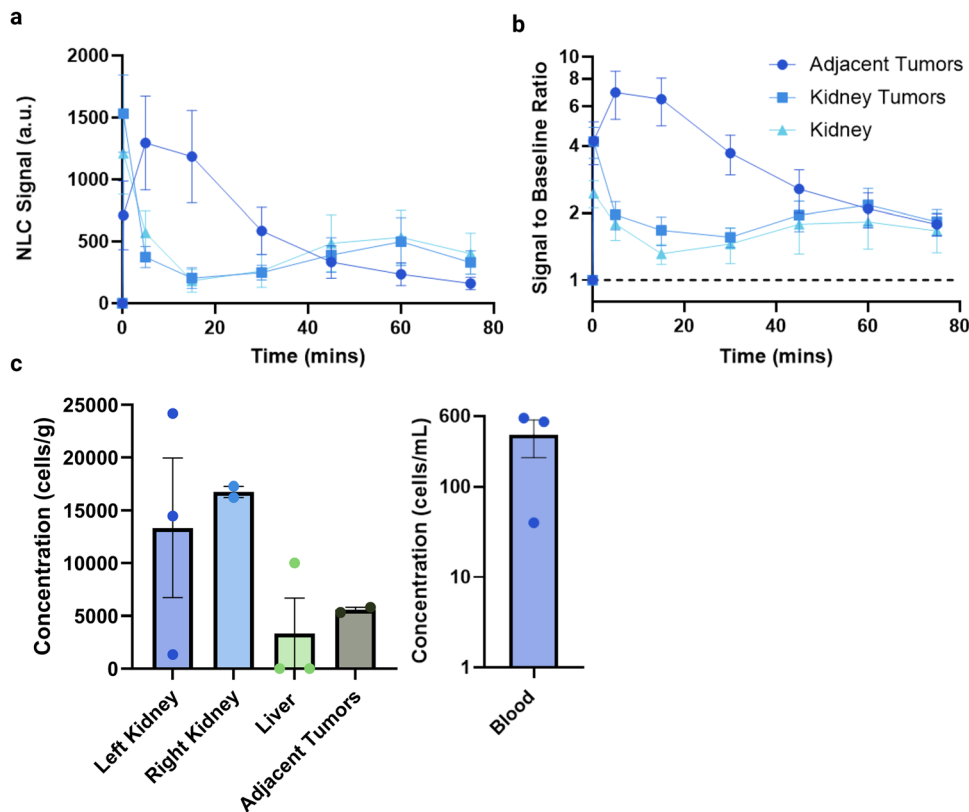 a
2000
1500
1000
500
0
NLC Signal (a.u.)
0 20 40 60 80
Time (mins)
b
10
8
6
4
2
1
Signal to Baseline Ratio
Adjacent Tumors
Kidney Tumors
Kidney
0 20 40 60 80
Time (mins)
c
25000
20000
15000
10000
5000
0
Concentration (cells/g)
Left Kidney
Right Kidney
Liver
Adjacent Tumors
600
100
10
1
Concentration (cells/mL)
Blood